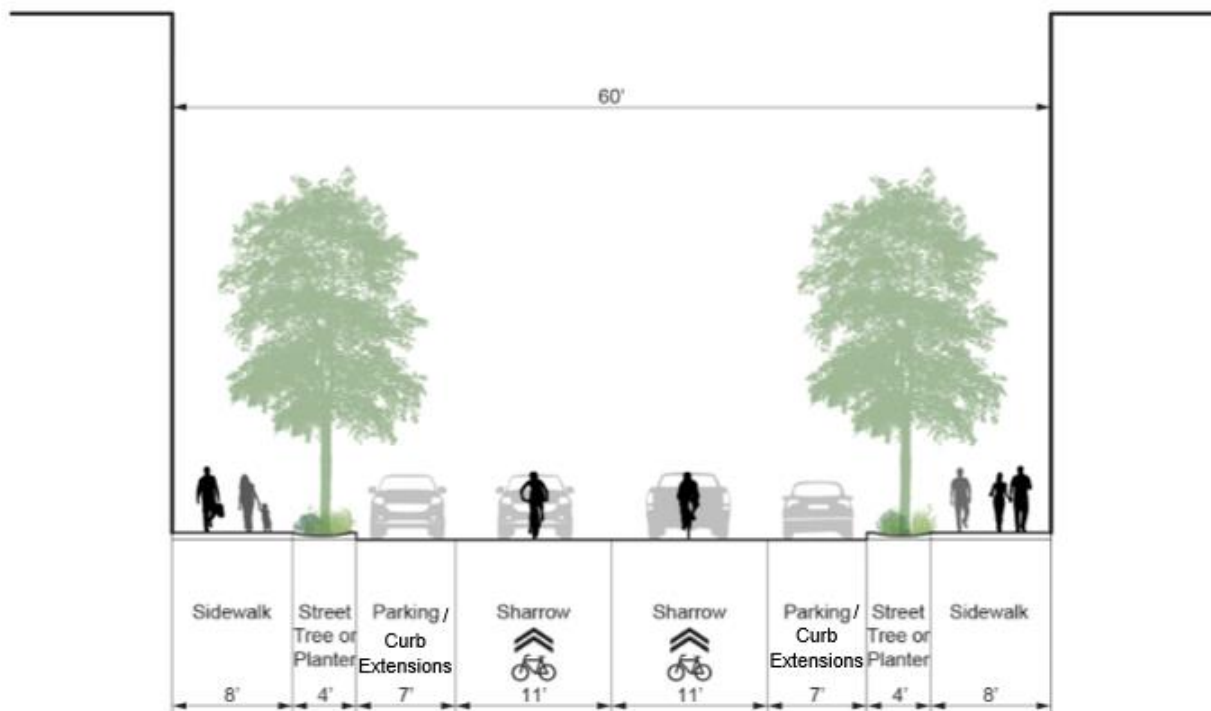 60'
Sidewalk Street Parking / Sharrow Sharrow Parking / Street Sidewalk
Tree or Curb Curb Tree or
Planter Extensions Extensions Planter
8' 4' 7' 11' 11' 7' 4' 8'